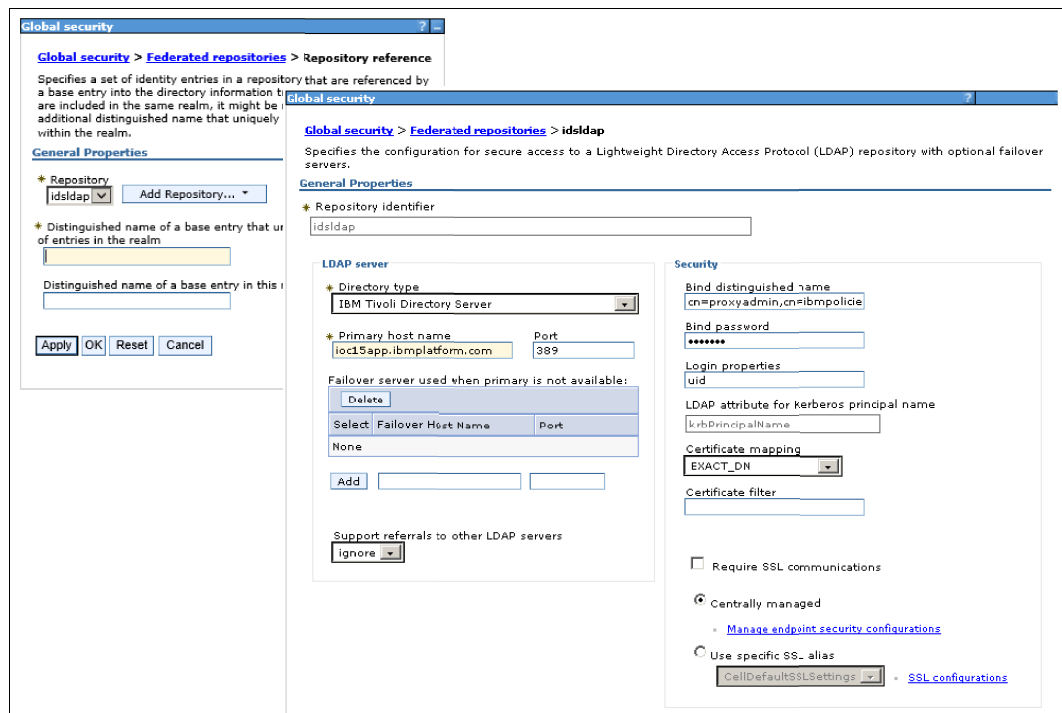 Global security ? –
Global security > Federated repositories > Repository reference
Specifies a set of identity entries in a repository that are referenced by
a base entry into the directory information t
are included in the same realm, it might be
additional distinguished name that uniquely
within the realm.
General Properties
* Repository
idsldap Add Repository...
* Distinguished name of a base entry that un
of entries in the realm
Distinguished name of a base entry in this
Apply OK Reset Cancel
Global security ?
Global security > Federated repositories > idsldap
Specifies the configuration for secure access to a Lightweight Directory Access Protocol (LDAP) repository with optional failover
servers.
General Properties
* Repository identifier
idsldap
LDAP server
* Directory type
IBM Tivoli Directory Server
* Primary host name Port
ioc15app.ibmplatform.com 389
Failover server used when primary is not available:
Delete
Select Failover Host Name Port
None
Add
Support referrals to other LDAP servers
ignore
Security
Bind distinguished name
cn=proxyadmin,cn=ibmpolicie
Bind password
•••••••
Login properties
uid
LDAP attribute for Kerberos principal name
krbPrincipalName
Certificate mapping
EXACT_DN
Certificate filter
Require SSL communications
Centrally managed
Manage endpoint security configurations
Use specific SSL alias
CellDefaultSSLSettings SSL configurations